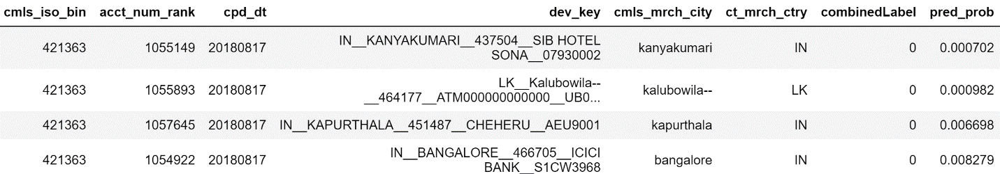 cmls_iso_bin acct_num_rank cpd_dt dev_key cmls_mrch_city ct_mrch_ctry combinedLabel pred_prob
IN__KANYAKUMARI__437504__SIB HOTEL
421363 1055149 20180817 kanyakumari IN 0 0.000702
SONA__07930002
LK__Kalubowila--
421363 1055893 20180817 kalubowila-- LK 0 0.000982
__464177__ATM000000000000__UB0...
421363 1057645 20180817 IN__KAPURTHALA__451487__CHEHERU__AEU9001 kapurthala IN 0 0.006698
IN__BANGALORE__466705__ICICI
421363 1054922 20180817 bangalore IN 0 0.008279
BANK__S1CW3968